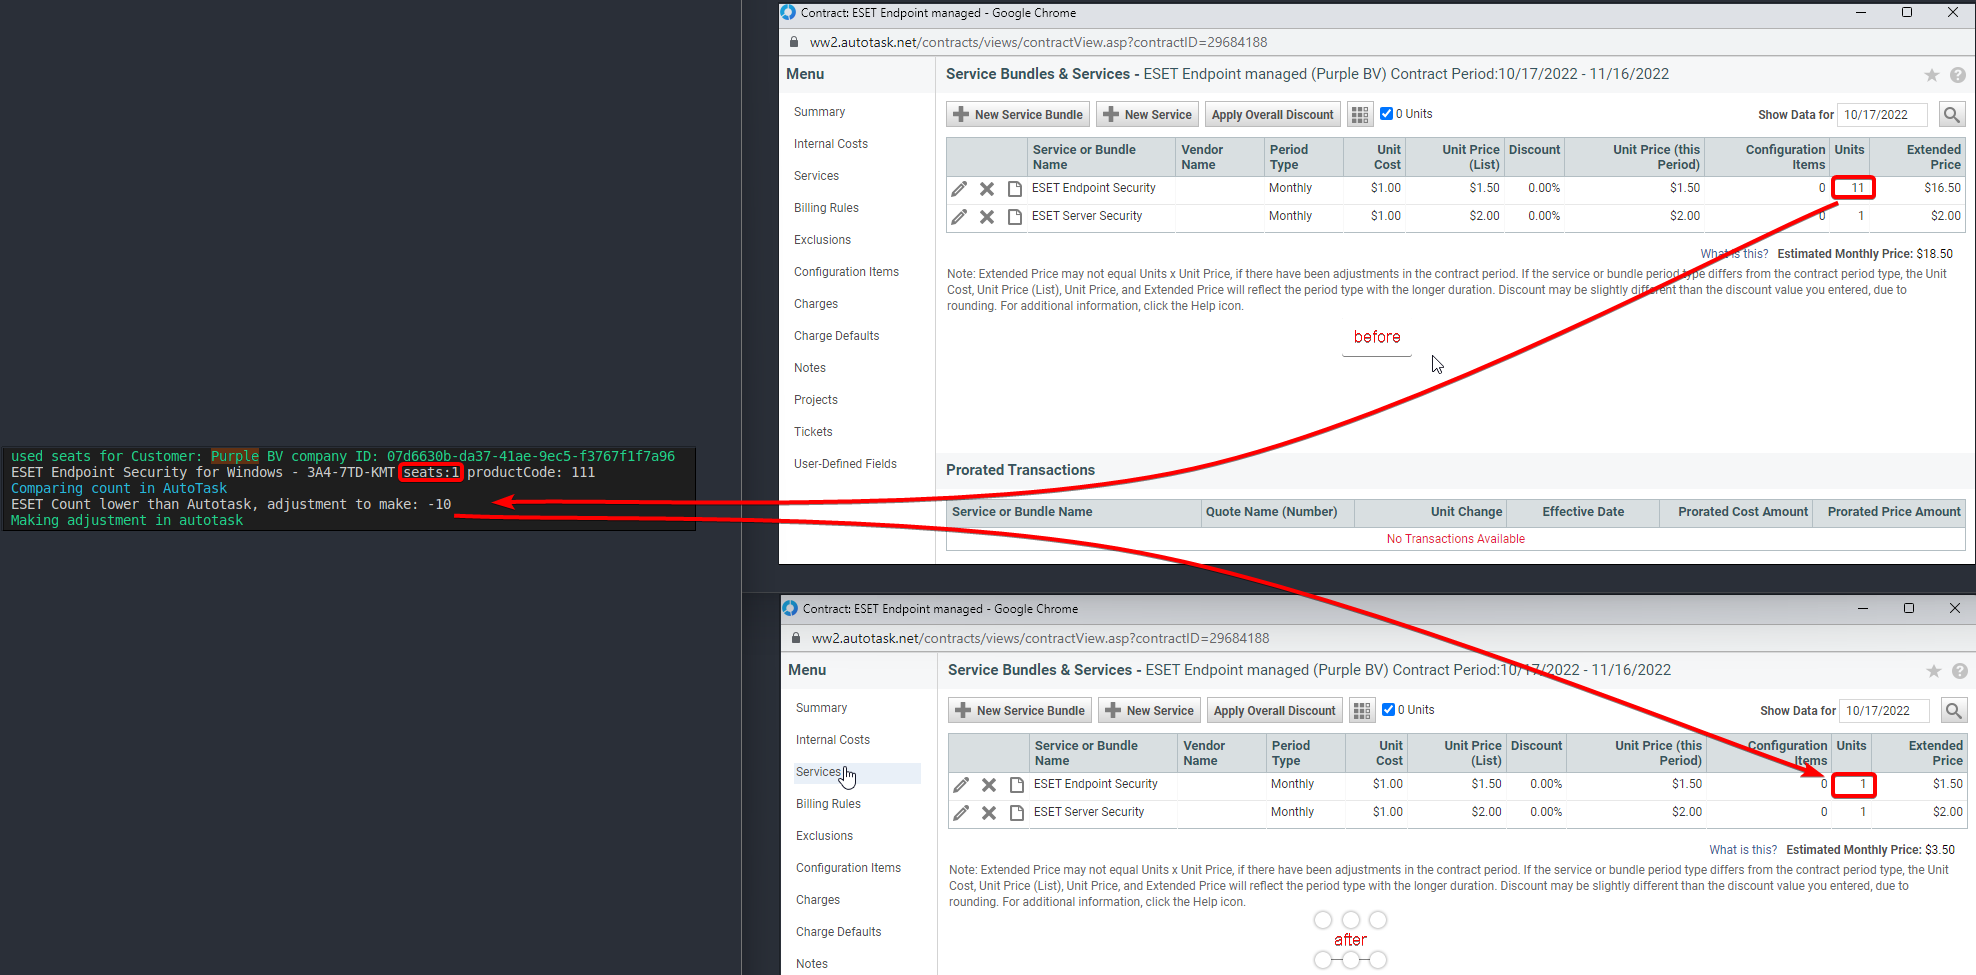 used seats for Customer: Purple BV company ID: 07d6630b-da37-41ae-9ec5-f3767f1f7a96
ESET Endpoint Security for Windows - 3A4-7TD-KMT seats:1 productCode: 111
Comparing count in AutoTask
ESET Count lower than Autotask, adjustment to make: -10
Making adjustment in autotask
Contract: ESET Endpoint managed - Google Chrome
ww2.autotask.net/contracts/views/contractView.asp?contractID=29684188
Menu
Summary
Internal Costs
Services
Billing Rules
Exclusions
Configuration Items
Charges
Charge Defaults
Notes
Projects
Tickets
User-Defined Fields
Service Bundles & Services - ESET Endpoint managed (Purple BV) Contract Period:10/17/2022 - 11/16/2022
New Service Bundle New Service Apply Overall Discount 0 Units Show Data for 10/17/2022
Service or Bundle Name Vendor Name Period Type Unit Cost Unit Price (List) Discount Unit Price (this Period) Configuration Items Units Extended Price
ESET Endpoint Security Monthly $1.00 $1.50 0.00% $1.50 0 11 $16.50
ESET Server Security Monthly $1.00 $2.00 0.00% $2.00 0 1 $2.00
What is this? Estimated Monthly Price: $18.50
Note: Extended Price may not equal Units x Unit Price, if there have been adjustments in the contract period. If the service or bundle period type differs from the contract period type, the Unit
Cost, Unit Price (List), Unit Price, and Extended Price will reflect the period type with the longer duration. Discount may be slightly different than the discount value you entered, due to
rounding. For additional information, click the Help icon.
before
Prorated Transactions
Service or Bundle Name Quote Name (Number) Unit Change Effective Date Prorated Cost Amount Prorated Price Amount
No Transactions Available
Contract: ESET Endpoint managed - Google Chrome
ww2.autotask.net/contracts/views/contractView.asp?contractID=29684188
Menu
Summary
Internal Costs
Services
Billing Rules
Exclusions
Configuration Items
Charges
Charge Defaults
Notes
Service Bundles & Services - ESET Endpoint managed (Purple BV) Contract Period:10/17/2022 - 11/16/2022
New Service Bundle New Service Apply Overall Discount 0 Units Show Data for 10/17/2022
Service or Bundle Name Vendor Name Period Type Unit Cost Unit Price (List) Discount Unit Price (this Period) Configuration Items Units Extended Price
ESET Endpoint Security Monthly $1.00 $1.50 0.00% $1.50 0 1 $1.50
ESET Server Security Monthly $1.00 $2.00 0.00% $2.00 0 1 $2.00
What is this? Estimated Monthly Price: $3.50
Note: Extended Price may not equal Units x Unit Price, if there have been adjustments in the contract period. If the service or bundle period type differs from the contract period type, the Unit
Cost, Unit Price (List), Unit Price, and Extended Price will reflect the period type with the longer duration. Discount may be slightly different than the discount value you entered, due to
rounding. For additional information, click the Help icon.
after